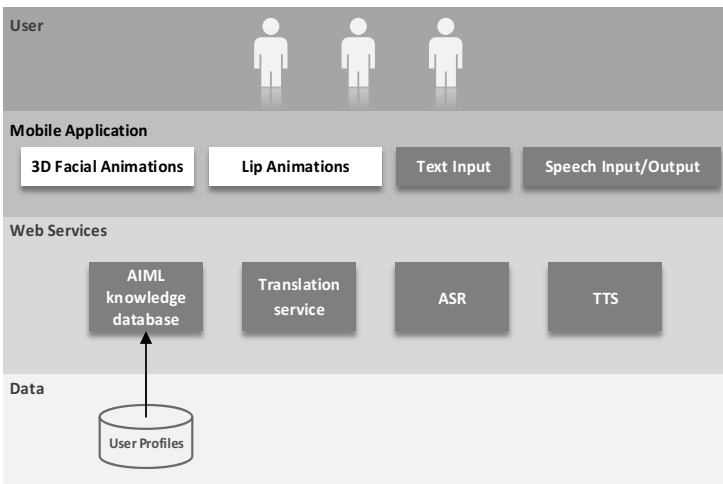 User
Mobile Application
3D Facial Animations
Lip Animations
Text Input
Speech Input/Output
Web Services
AIML
knowledge
database
Translation
service
ASR
TTS
Data
User Profiles